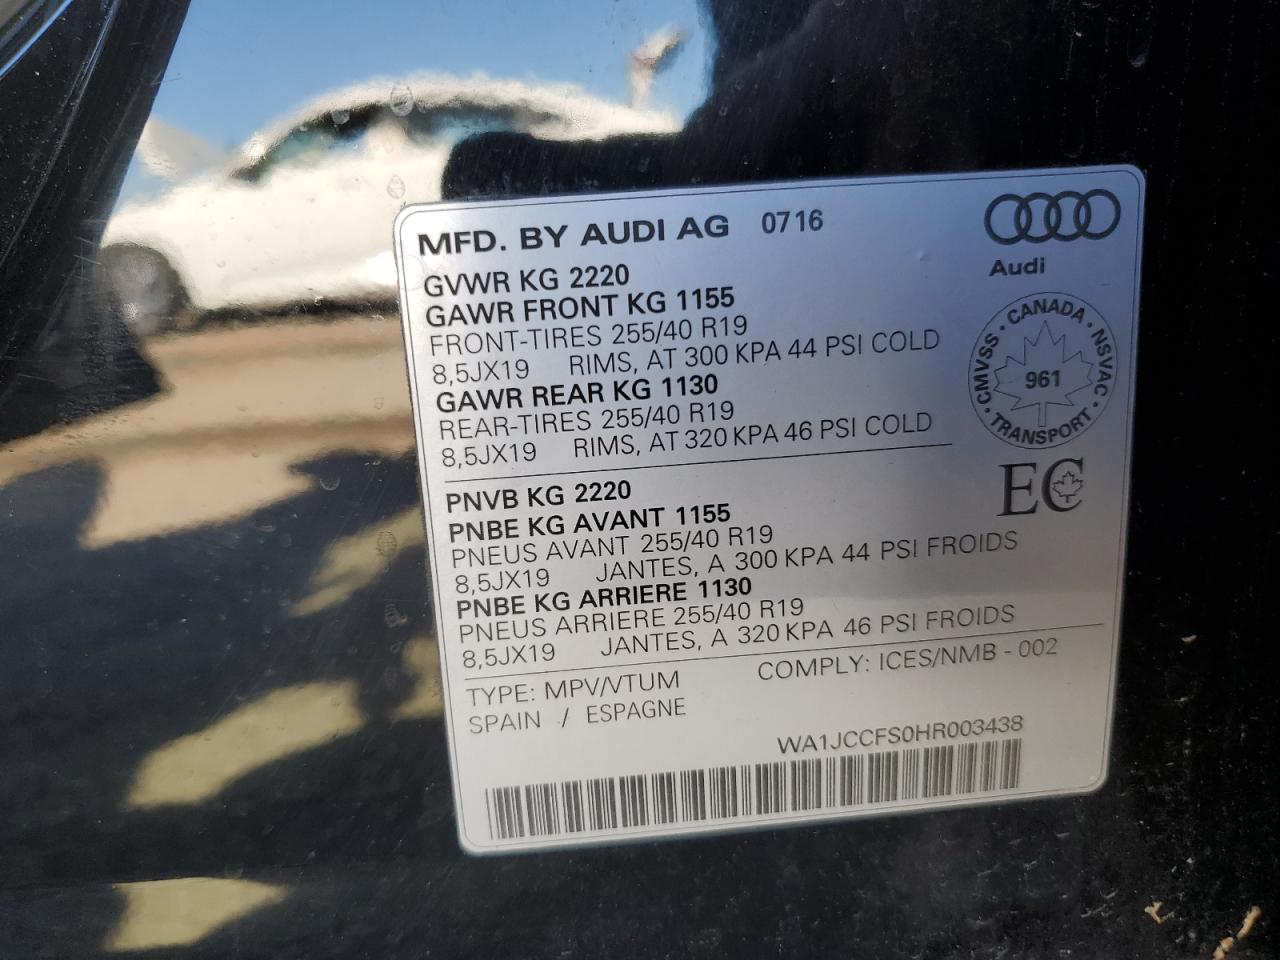 MFD. BY AUDI AG 0716
Audi
GVWR KG 2220
GAWR FRONT KG 1155
FRONT-TIRES 255/40 R19
8,5JX19 RIMS, AT 300 KPA 44 PSI COLD
GAWR REAR KG 1130
REAR-TIRES 255/40 R19
8,5JX19 RIMS, AT 320 KPA 46 PSI COLD
CMVSS · CANADA · NSVAC · TRANSPORT ·
961
EC
PNVB KG 2220
PNBE KG AVANT 1155
PNEUS AVANT 255/40 R19
8,5JX19 JANTES, A 300 KPA 44 PSI FROIDS
PNBE KG ARRIERE 1130
PNEUS ARRIERE 255/40 R19
8,5JX19 JANTES, A 320 KPA 46 PSI FROIDS
TYPE: MPV/VTUM COMPLY: ICES/NMB - 002
SPAIN / ESPAGNE
WA1JCCFS0HR003438